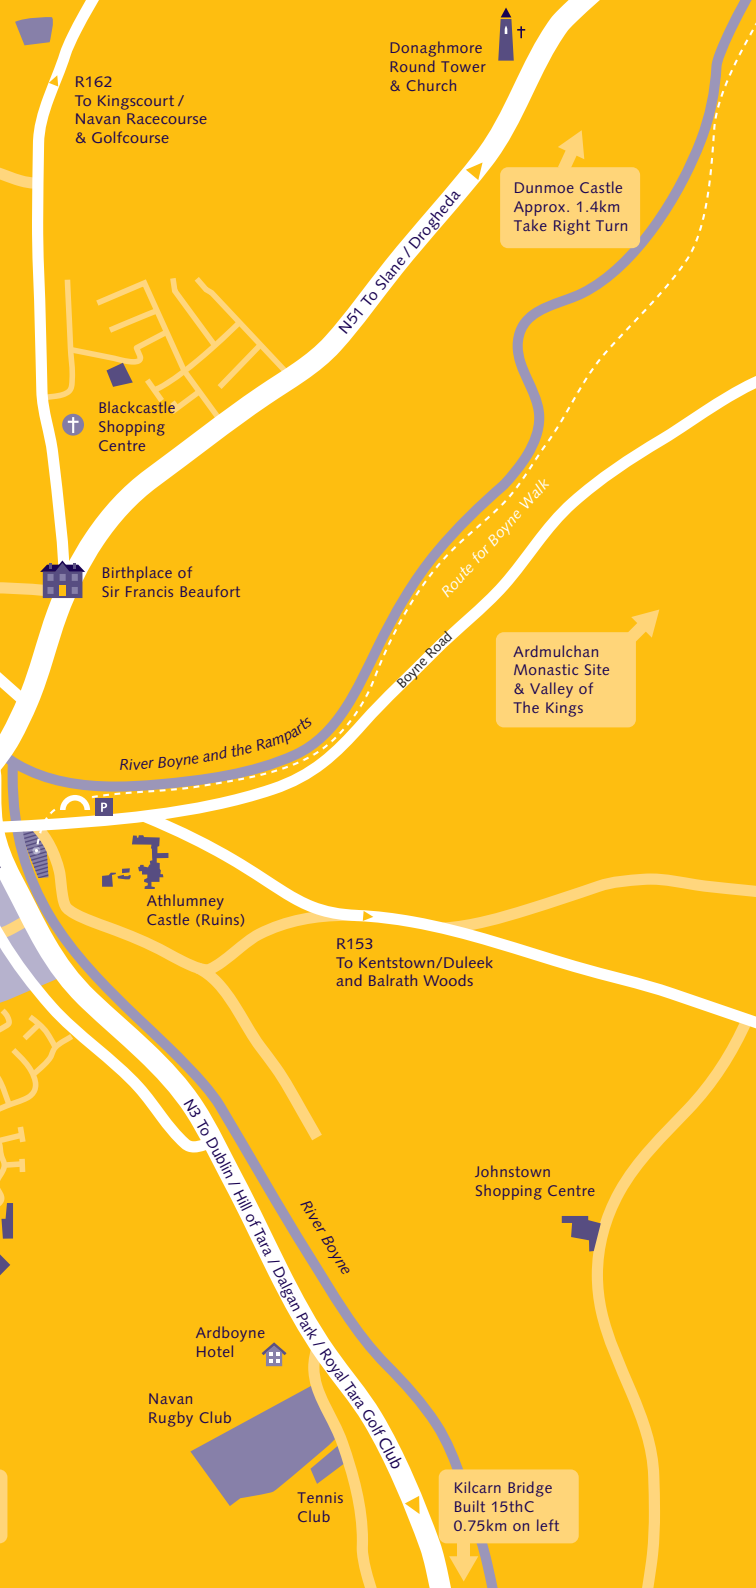 Donaghmore
Round Tower
& Church
R162
To Kingscourt /
Navan Racecourse
& Golfcourse
Dunmoe Castle
Approx. 1.4km
Take Right Turn
N51 To Slane / Drogheda
Blackcastle
Shopping
Centre
Route for Boyne Walk
Birthplace of
Sir Francis Beaufort
Boyne Road
Ardmulchan
Monastic Site
& Valley of
The Kings
River Boyne and the Ramparts
P
Athlumney
Castle (Ruins)
R153
To Kentstown/Duleek
and Balrath Woods
N3 To Dublin / Hill of Tara / Dalgan Park / Royal Tara Golf Club
Johnstown
Shopping Centre
River Boyne
Ardboyne
Hotel
Navan
Rugby Club
Tennis
Club
Kilcarn Bridge
Built 15thC
0.75km on left